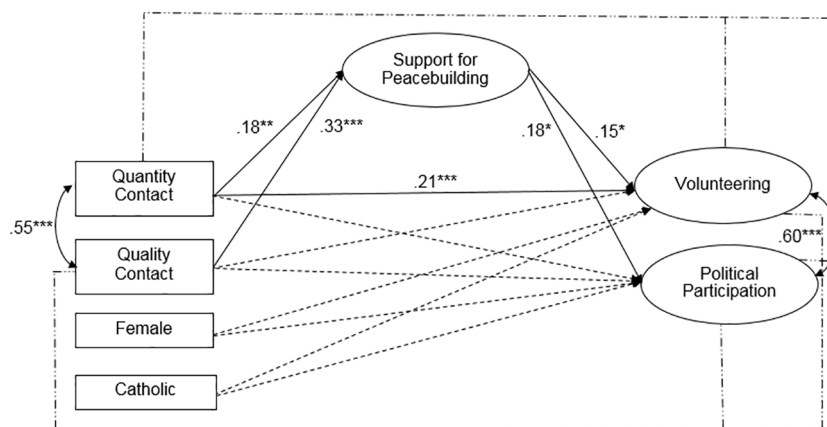 Support for
Peacebuilding
.18**
.33***
.18*
.15*
Quantity
Contact
.21***
Volunteering
.55***
.60***
Quality
Contact
Political
Participation
Female
Catholic